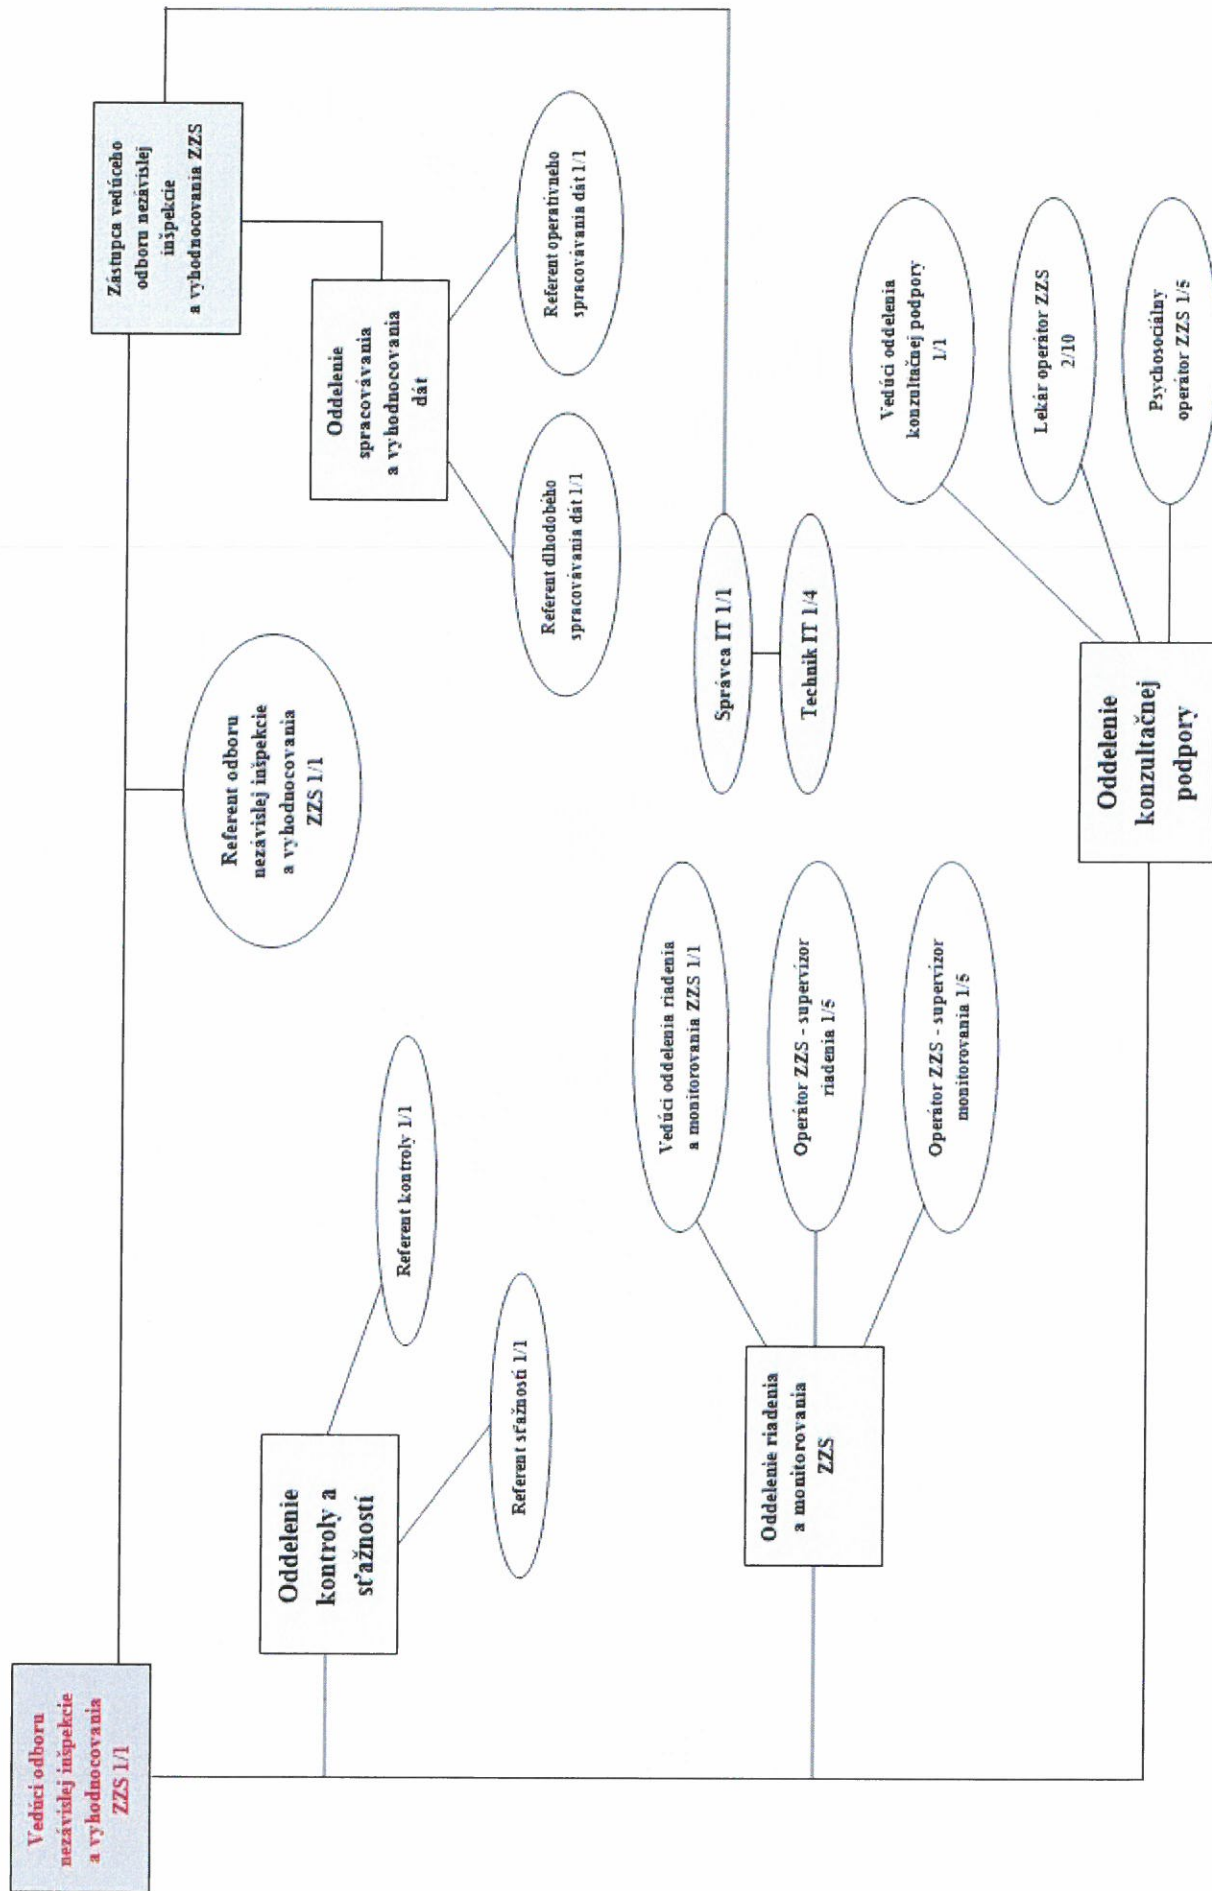 Vedúci odboru
nezávislej inšpekcie
a vyhodnocovania
ZZS 1/1
Zástupca vedúceho
odboru nezávislej
inšpekcie
a vyhodnocovania ZZS
Referent odboru
nezávislej inšpekcie
a vyhodnocovania
ZZS 1/1
Oddelenie
kontroly a
sťažností
Referent kontroly 1/1
Referent sťažností 1/1
Oddelenie
spracovávania
a vyhodnocovania
dát
Referent dlhodobého
spracovávania dát 1/1
Referent operatívneho
spracovávania dát 1/1
Správca IT 1/1
Technik IT 1/4
Oddelenie riadenia
a monitorovania
ZZS
Vedúci oddelenia riadenia
a monitorovania ZZS 1/1
Operátor ZZS - supervízor
riadenia 1/5
Operátor ZZS - supervízor
monitorovania 1/5
Oddelenie
konzultačnej
podpory
Vedúci oddelenia
konzultačnej podpory
1/1
Lekár operátor ZZS
2/10
Psychosociálny
operátor ZZS 1/5